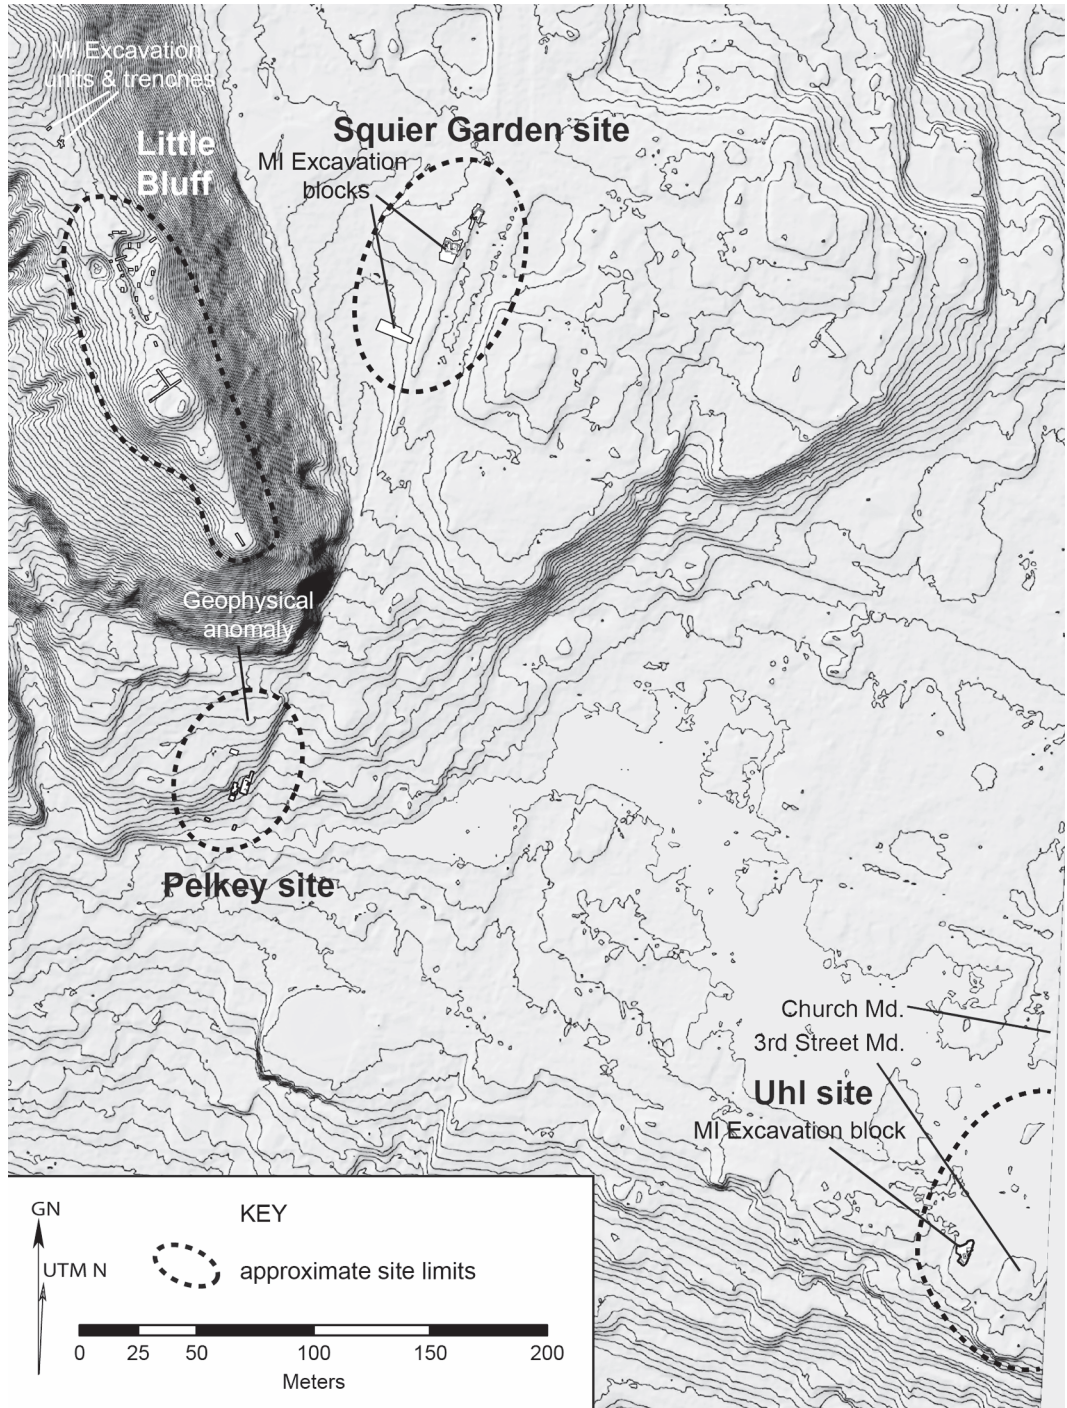 MI Excavation
units & trenches
Little
Bluff
Squier Garden site
MI Excavation
blocks
Geophysical
anomaly
Pelkey site
Church Md.
3rd Street Md.
Uhl site
MI Excavation block
GN
UTM N
KEY
approximate site limits
0 25 50 100 150 200
Meters